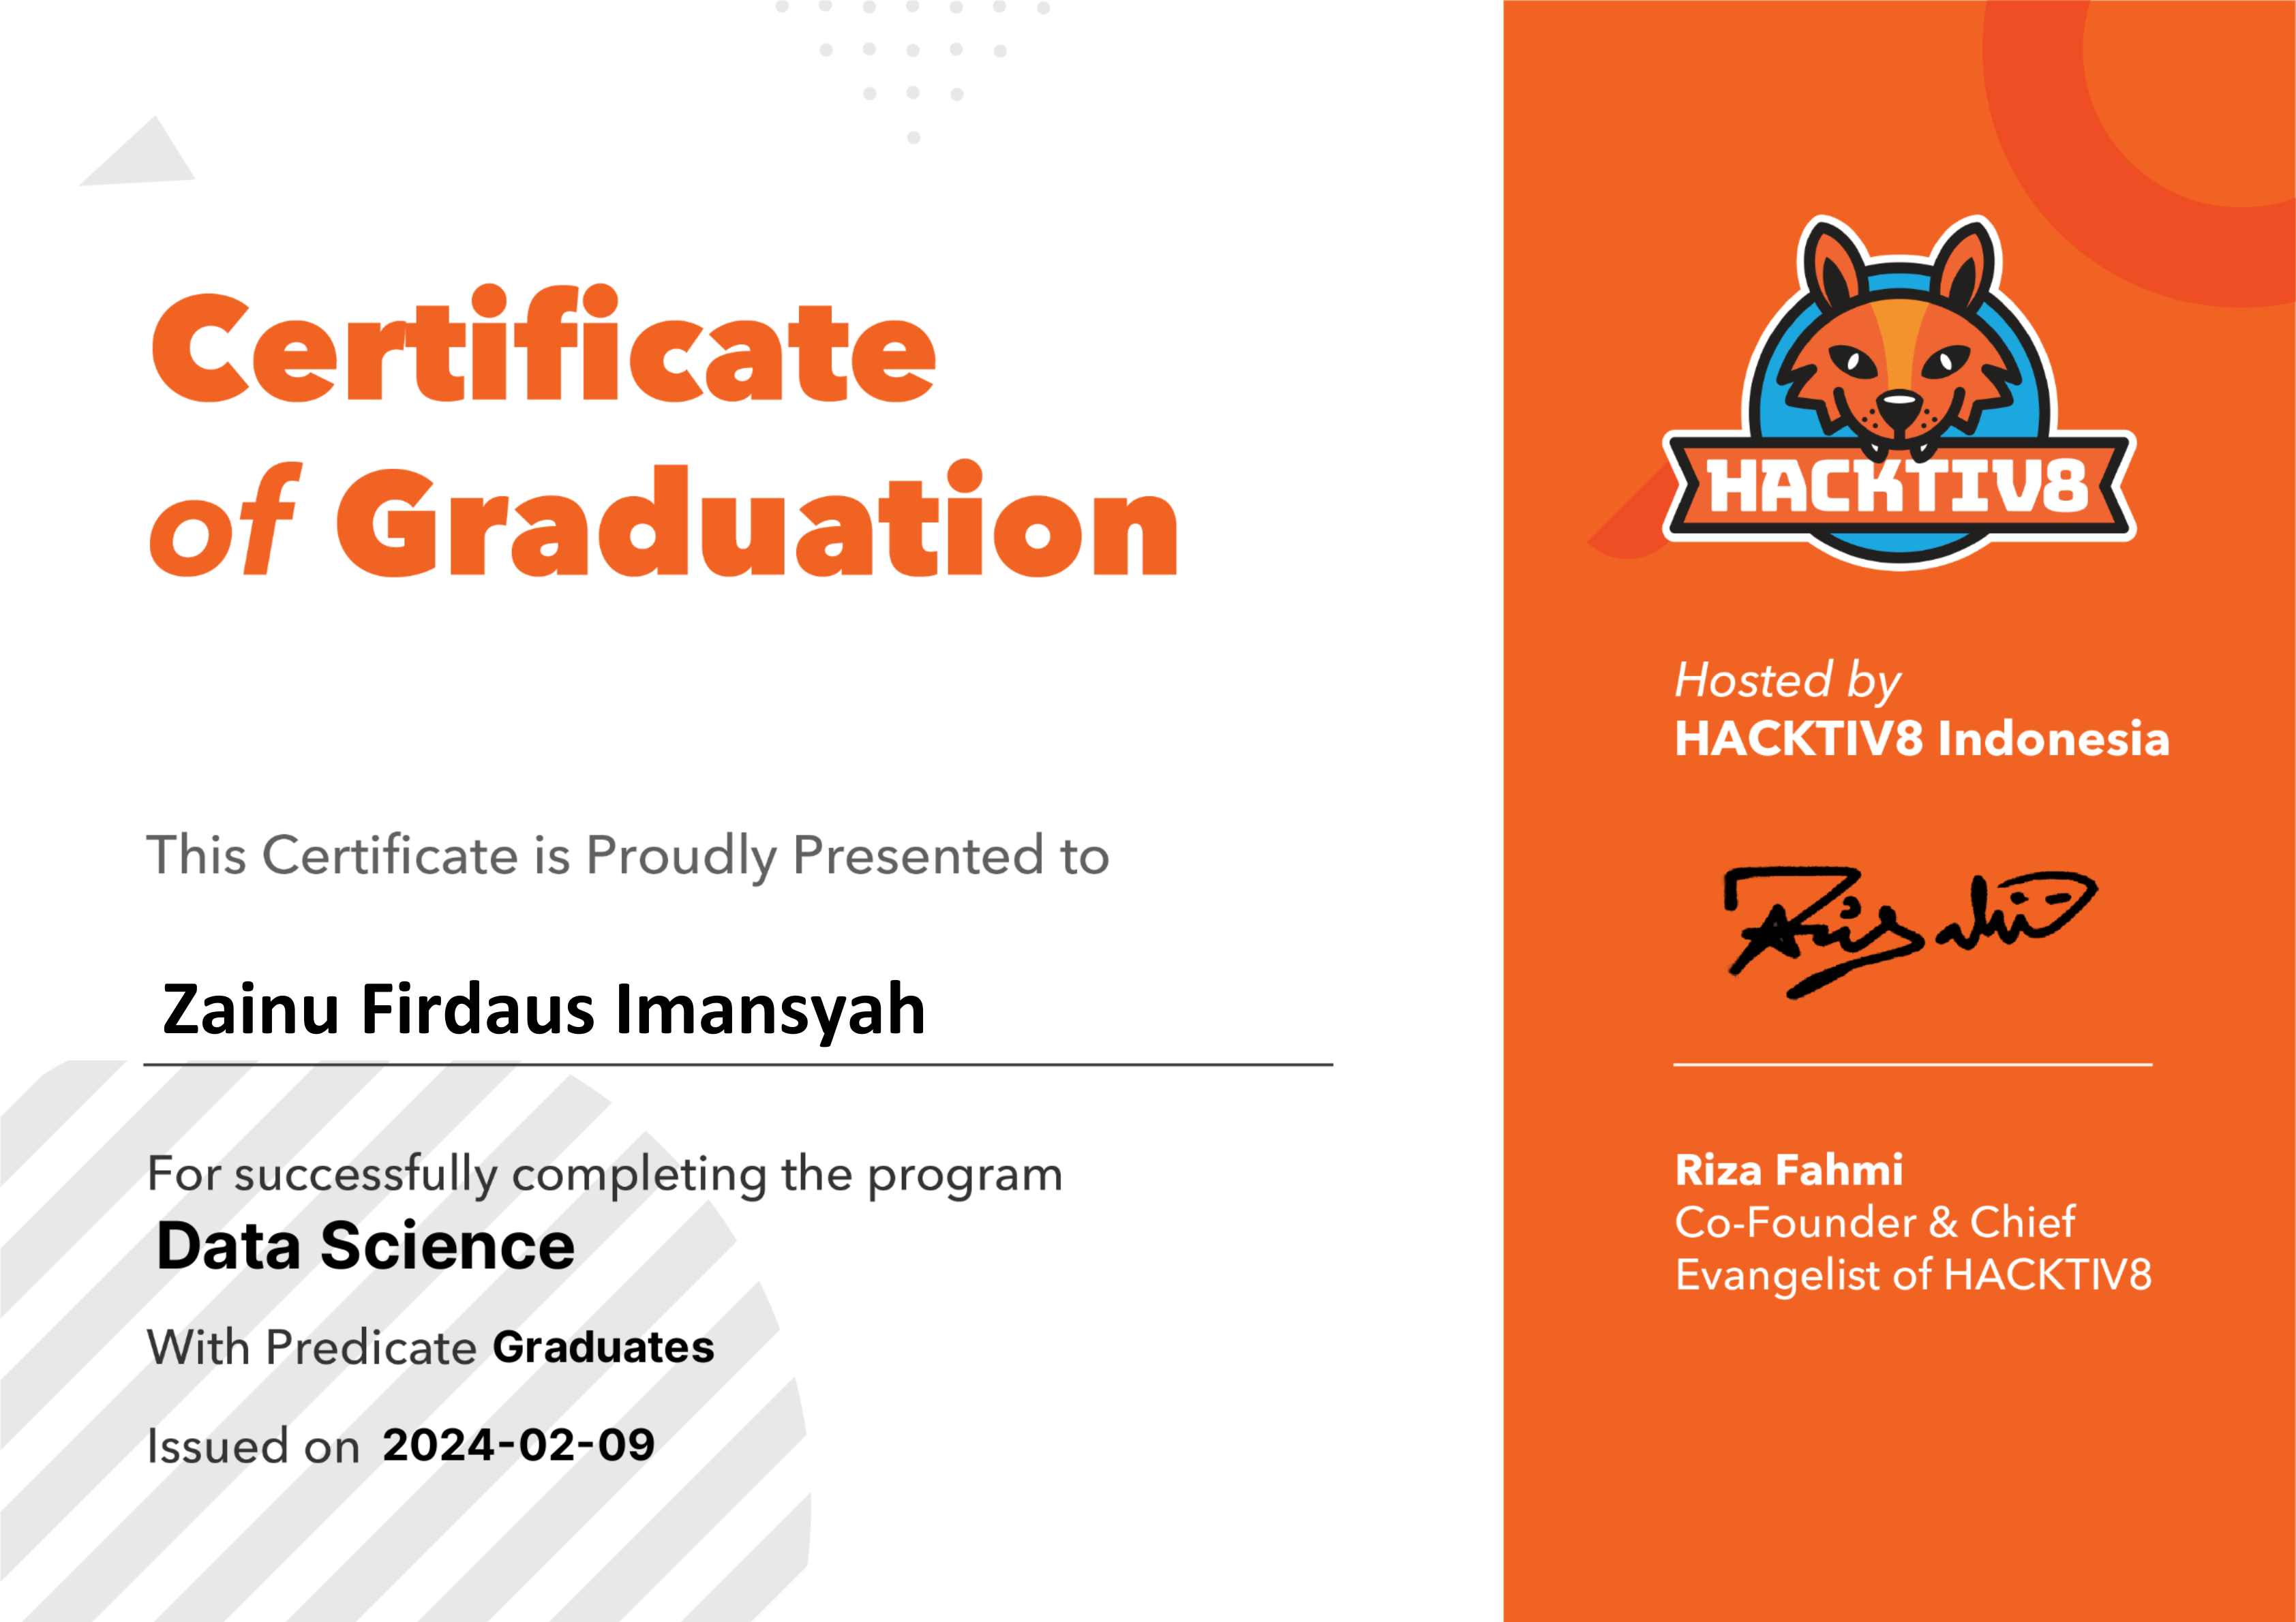 Certificate
of Graduation
This Certificate is Proudly Presented to
Zainu Firdaus Imansyah
For successfully completing the program
Data Science
With Predicate Graduates
Issued on 2024-02-09
HACKTIV8
Hosted by
HACKTIV8 Indonesia
Riza Fahmi
Co-Founder & Chief
Evangelist of HACKTIV8